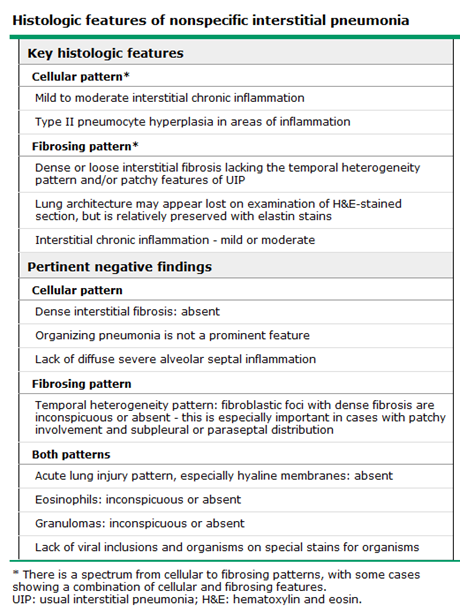 Histologic features of nonspecific interstitial pneumonia
Key histologic features
Cellular pattern*
Mild to moderate interstitial chronic inflammation
Type II pneumocyte hyperplasia in areas of inflammation
Fibrosing pattern*
Dense or loose interstitial fibrosis lacking the temporal heterogeneity
pattern and/or patchy features of UIP
Lung architecture may appear lost on examination of H&E-stained
section, but is relatively preserved with elastin stains
Interstitial chronic inflammation - mild or moderate
Pertinent negative findings
Cellular pattern
Dense interstitial fibrosis: absent
Organizing pneumonia is not a prominent feature
Lack of diffuse severe alveolar septal inflammation
Fibrosing pattern
Temporal heterogeneity pattern: fibroblastic foci with dense fibrosis are
inconspicuous or absent - this is especially important in cases with patchy
involvement and subpleural or paraseptal distribution
Both patterns
Acute lung injury pattern, especially hyaline membranes: absent
Eosinophils: inconspicuous or absent
Granulomas: inconspicuous or absent
Lack of viral inclusions and organisms on special stains for organisms
* There is a spectrum from cellular to fibrosing patterns, with some cases
showing a combination of cellular and fibrosing features.
UIP: usual interstitial pneumonia; H&E: hematoxylin and eosin.